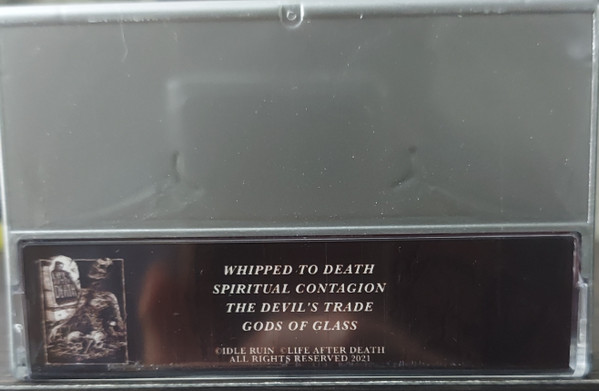 WHIPPED TO DEATH
SPIRITUAL CONTAGION
THE DEVIL'S TRADE
GODS OF GLASS
©IDLE RUIN ©LIFE AFTER DEATH
ALL RIGHTS RESERVED 2021